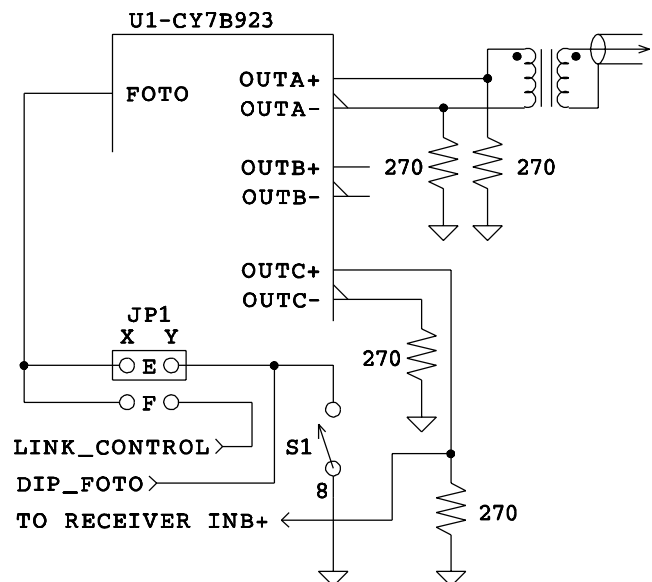 U1-CY7B923
FOTO
OUTA+
OUTA-
OUTB+
OUTB-
270
270
OUTC+
OUTC-
JP1
X Y
E
270
F
LINK_CONTROL
S1
DIP_FOTO
8
TO RECEIVER INB+
270